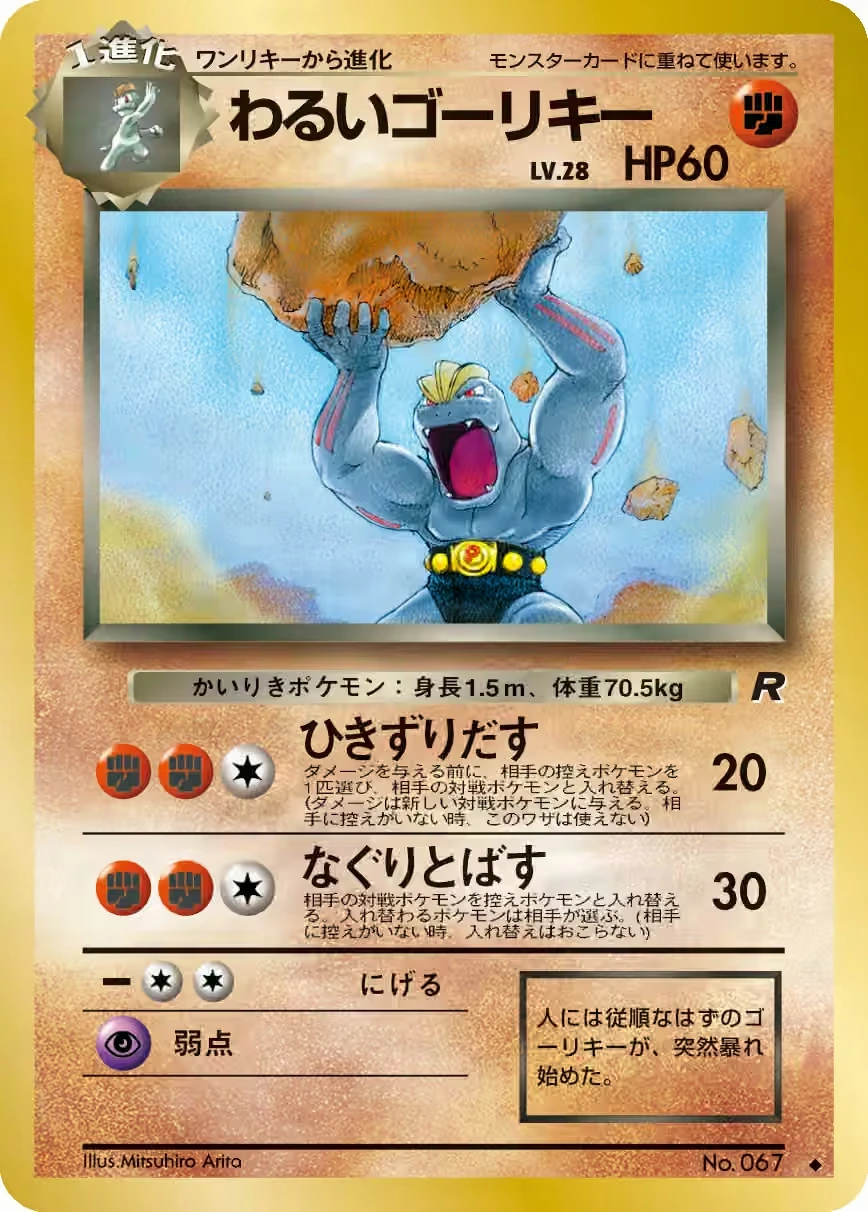 1進化
ワンリキーから進化
モンスターカードに重ねて使います。
わるいゴーリキー
LV.28 HP60
かいりきポケモン：身長1.5m、体重70.5kg
R
ひきずりだす
20
ダメージを与える前に、相手の控えポケモンを
1匹選び、相手の対戦ポケモンと入れ替える。
(ダメージは新しい対戦ポケモンに与える。相
手に控えがいない時、このワザは使えない)
なぐりとばす
30
相手の対戦ポケモンを控えポケモンと入れ替え
る。入れ替わるポケモンは相手が選ぶ。(相手
に控えがいない時、入れ替えはおこらない)
にげる
弱点
人には従順なはずのゴ
ーリキーが、突然暴れ
始めた。
Illus.Mitsuhiro Arita
No. 067